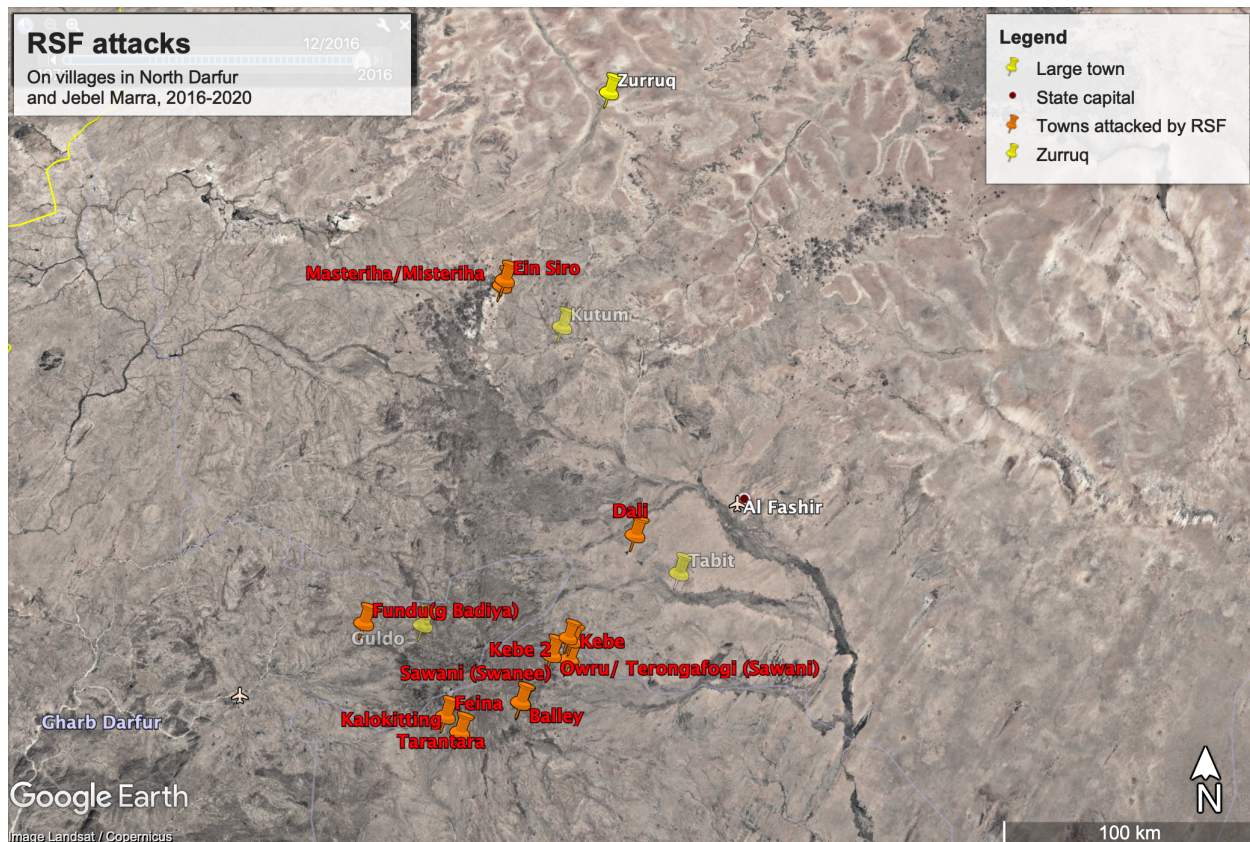 RSF attacks
On villages in North Darfur
and Jebel Marra, 2016-2020
12/2016
2016
Legend
Large town
State capital
Towns attacked by RSF
Zurruq
Zurruq
Masteriha/Misteriha
Ein Siro
Kutum
Dali
Al Fashir
Tabit
Fundu(g Badiya)
Guldo
Kebe 2
Kebe
Sawani (Swanee)
Owru/ Terongafogi (Sawani)
Feina
Kalokitting
Balley
Tarantara
Gharb Darfur
Google Earth
N
Image Landsat / Copernicus
100 km